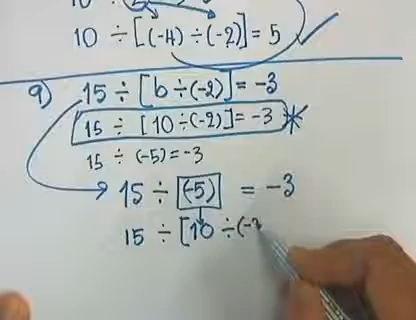 10 ÷ [(-4) ÷ (-2)] = 5 ✓
9) 15 ÷ [b ÷ (-2)] = -3
15 ÷ [10 ÷ (-2)] = -3 *
15 ÷ (-5) = -3
15 ÷ (-5) = -3
15 ÷ [10 ÷ (-2